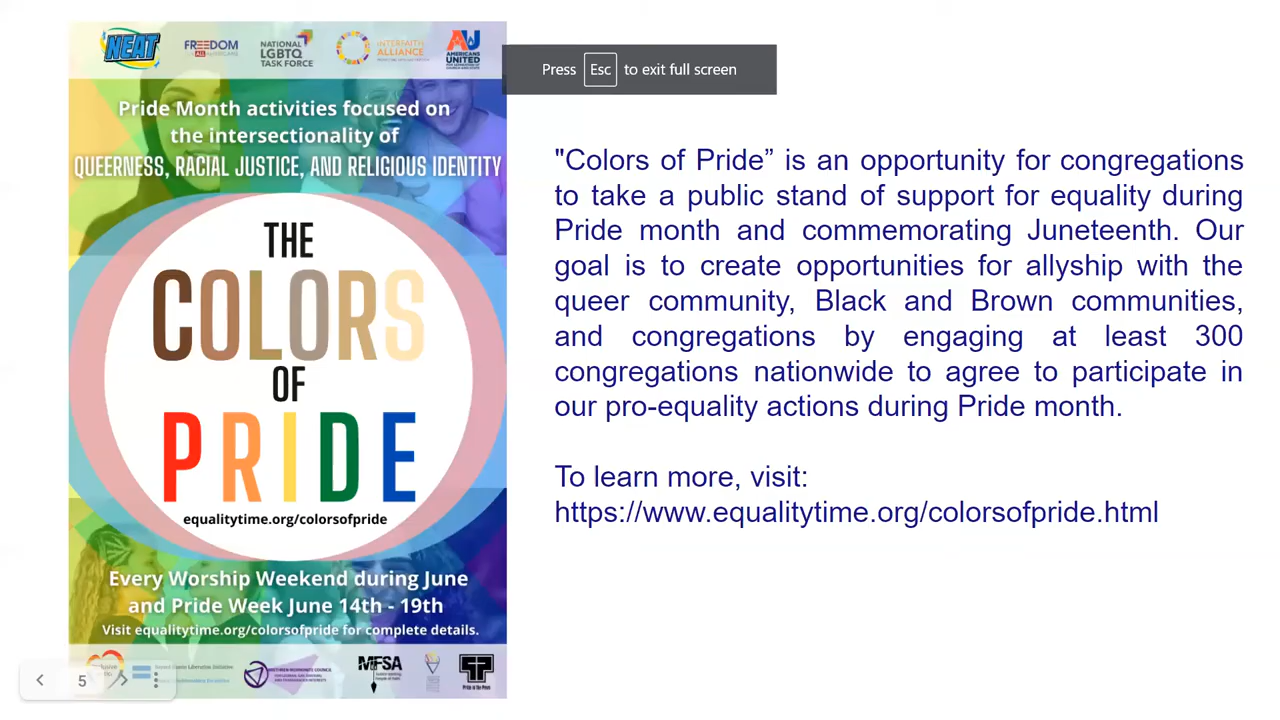 NEAT
FREEDOM
NATIONAL
LGBTQ
TASK FORCE
INTERFAITH
ALLIANCE
AU
AMERICANS
UNITED
Press Esc to exit full screen
Pride Month activities focused on
the intersectionality of
QUEERNESS, RACIAL JUSTICE, AND RELIGIOUS IDENTITY
THE
COLORS
OF
PRIDE
equalitytime.org/colorsofpride
Every Worship Weekend during June
and Pride Week June 14th - 19th
Visit equalitytime.org/colorsofpride for complete details.
MFSA
Pride in the Pews
5
"Colors of Pride” is an opportunity for congregations
to take a public stand of support for equality during
Pride month and commemorating Juneteenth. Our
goal is to create opportunities for allyship with the
queer community, Black and Brown communities,
and congregations by engaging at least 300
congregations nationwide to agree to participate in
our pro-equality actions during Pride month.
To learn more, visit:
https://www.equalitytime.org/colorsofpride.html